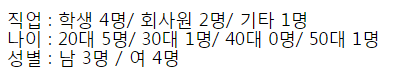 직업 : 학생 4명/ 회사원 2명/ 기타 1명
나이 : 20대 5명/ 30대 1명/ 40대 0명/ 50대 1명
성별 : 남 3명 / 여 4명